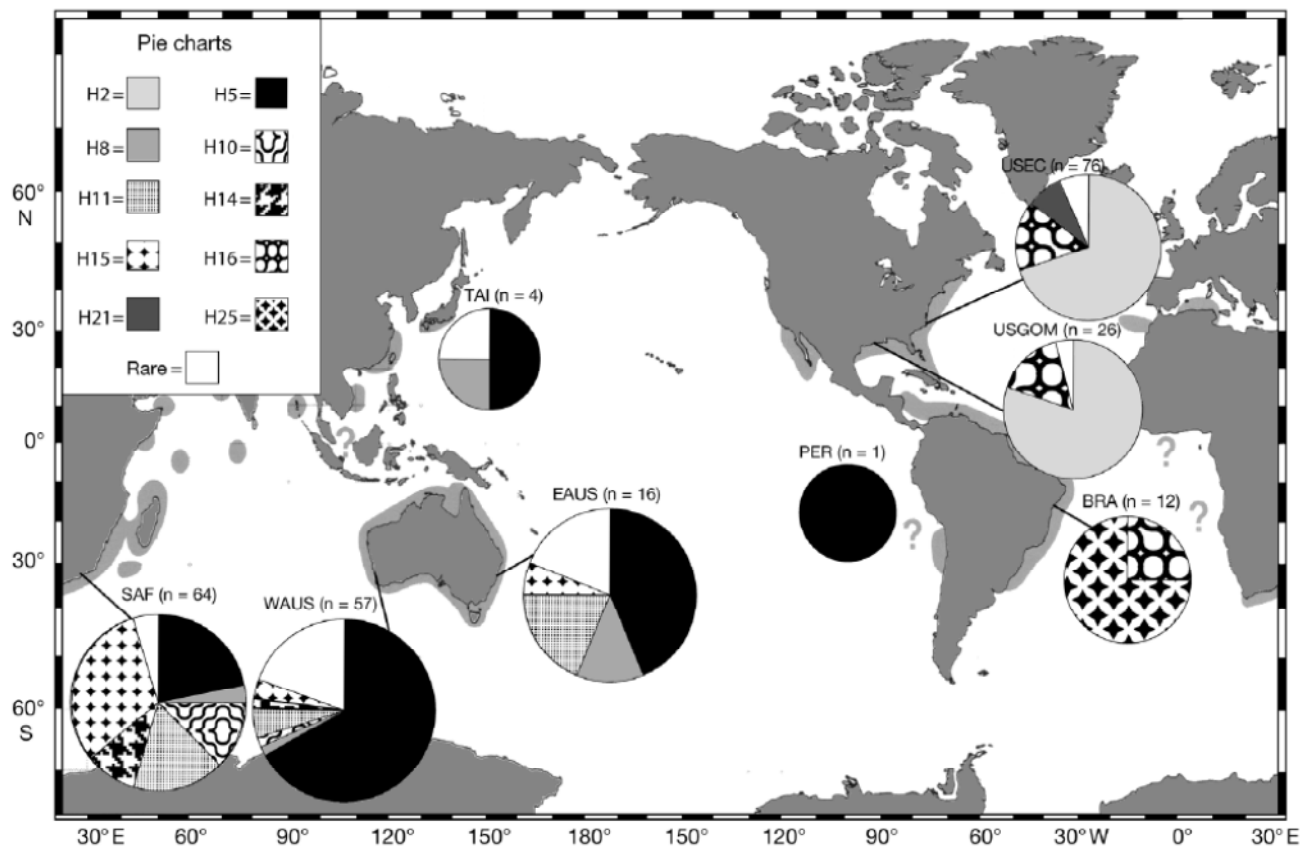 Pie charts
H2=
H5=
H8=
H10=
H11=
H14=
H15=
H16=
H21=
H25=
Rare=
USEC (n = 76)
TAI (n = 4)
USGOM (n = 26)
PER (n = 1)
EAUS (n = 16)
BRA (n = 12)
SAF (n = 64)
WAUS (n = 57)
?
?
?
?
60°
N
30°
0°
30°
60°
S
30° E 60° 90° 120° 150° 180° 150° 120° 90° 60° 30° W 0° 30° E